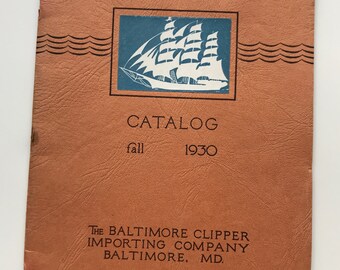 CATALOG
fall 1930
THE BALTIMORE CLIPPER
IMPORTING COMPANY
BALTIMORE, MD.